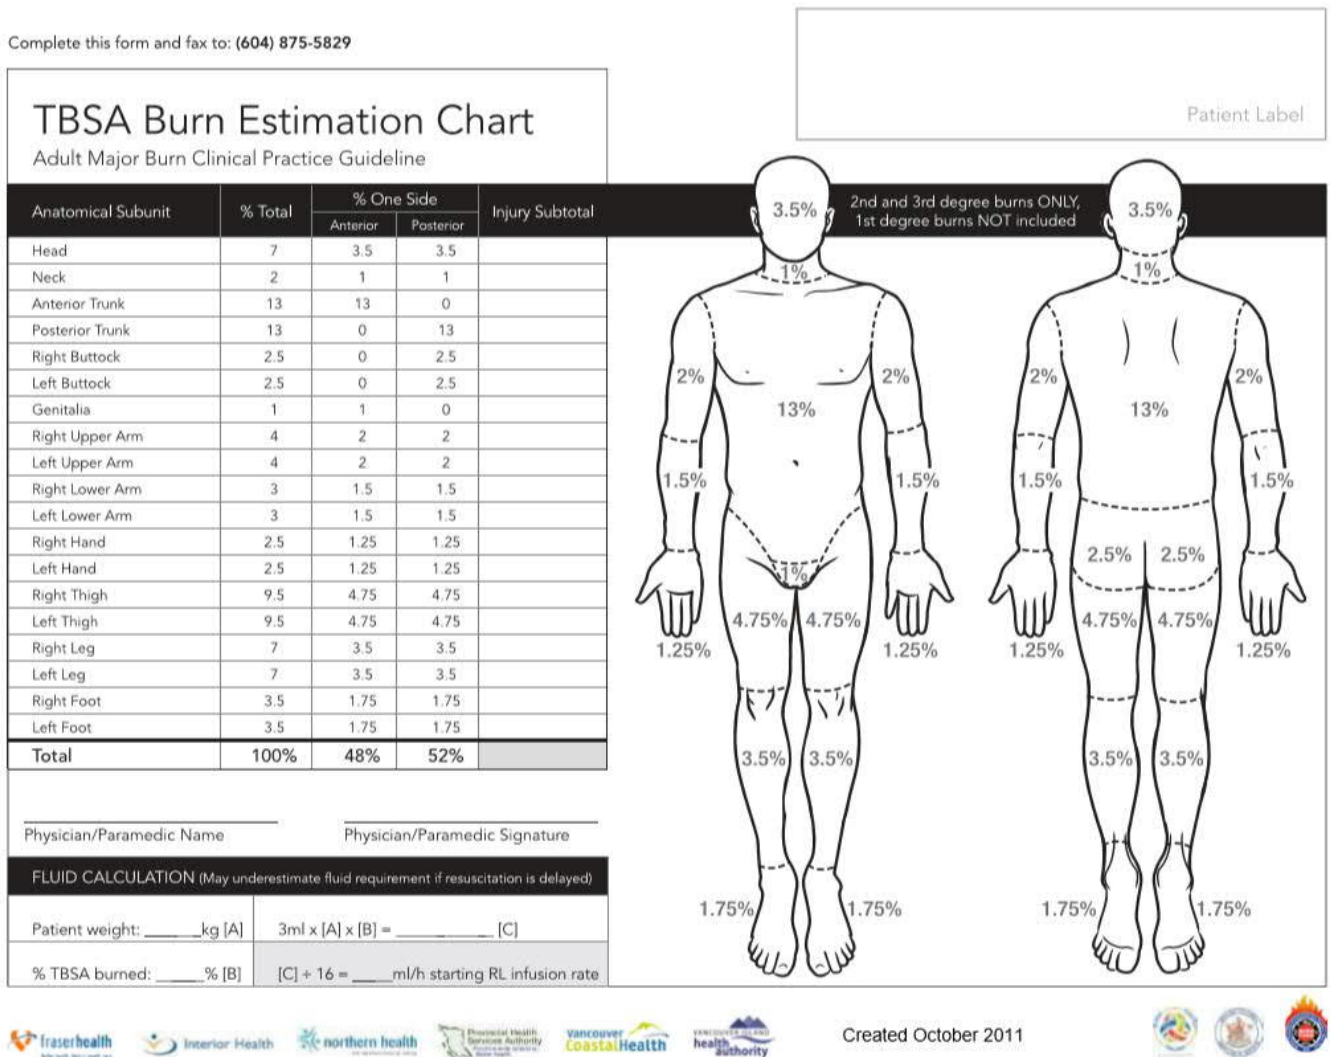 Complete this form and fax to: (604) 875-5829
Patient Label
TBSA Burn Estimation Chart
Adult Major Burn Clinical Practice Guideline
Anatomical Subunit % Total % One Side Injury Subtotal
Anterior Posterior
Head 7 3.5 3.5
Neck 2 1 1
Anterior Trunk 13 13 0
Posterior Trunk 13 0 13
Right Buttock 2.5 0 2.5
Left Buttock 2.5 0 2.5
Genitalia 1 1 0
Right Upper Arm 4 2 2
Left Upper Arm 4 2 2
Right Lower Arm 3 1.5 1.5
Left Lower Arm 3 1.5 1.5
Right Hand 2.5 1.25 1.25
Left Hand 2.5 1.25 1.25
Right Thigh 9.5 4.75 4.75
Left Thigh 9.5 4.75 4.75
Right Leg 7 3.5 3.5
Left Leg 7 3.5 3.5
Right Foot 3.5 1.75 1.75
Left Foot 3.5 1.75 1.75
Total 100% 48% 52%
Physician/Paramedic Name Physician/Paramedic Signature
FLUID CALCULATION (May underestimate fluid requirement if resuscitation is delayed)
Patient weight: ______kg [A] 3ml x [A] x [B] = __________ [C]
% TBSA burned: _____% [B] [C] ÷ 16 = ____ml/h starting RL infusion rate
2nd and 3rd degree burns ONLY,
1st degree burns NOT included
3.5% 3.5%
1% 1%
2% 2% 2% 2%
13% 13%
1.5% 1.5% 1.5% 1.5%
2.5% 2.5%
1%
4.75% 4.75% 4.75% 4.75%
1.25% 1.25% 1.25% 1.25%
3.5% 3.5% 3.5% 3.5%
1.75% 1.75% 1.75% 1.75%
fraserhealth
Interior Health
northern health
Provincial Health
Services Authority
Vancouver
CoastalHealth
VANCOUVER ISLAND
health authority
Created October 2011